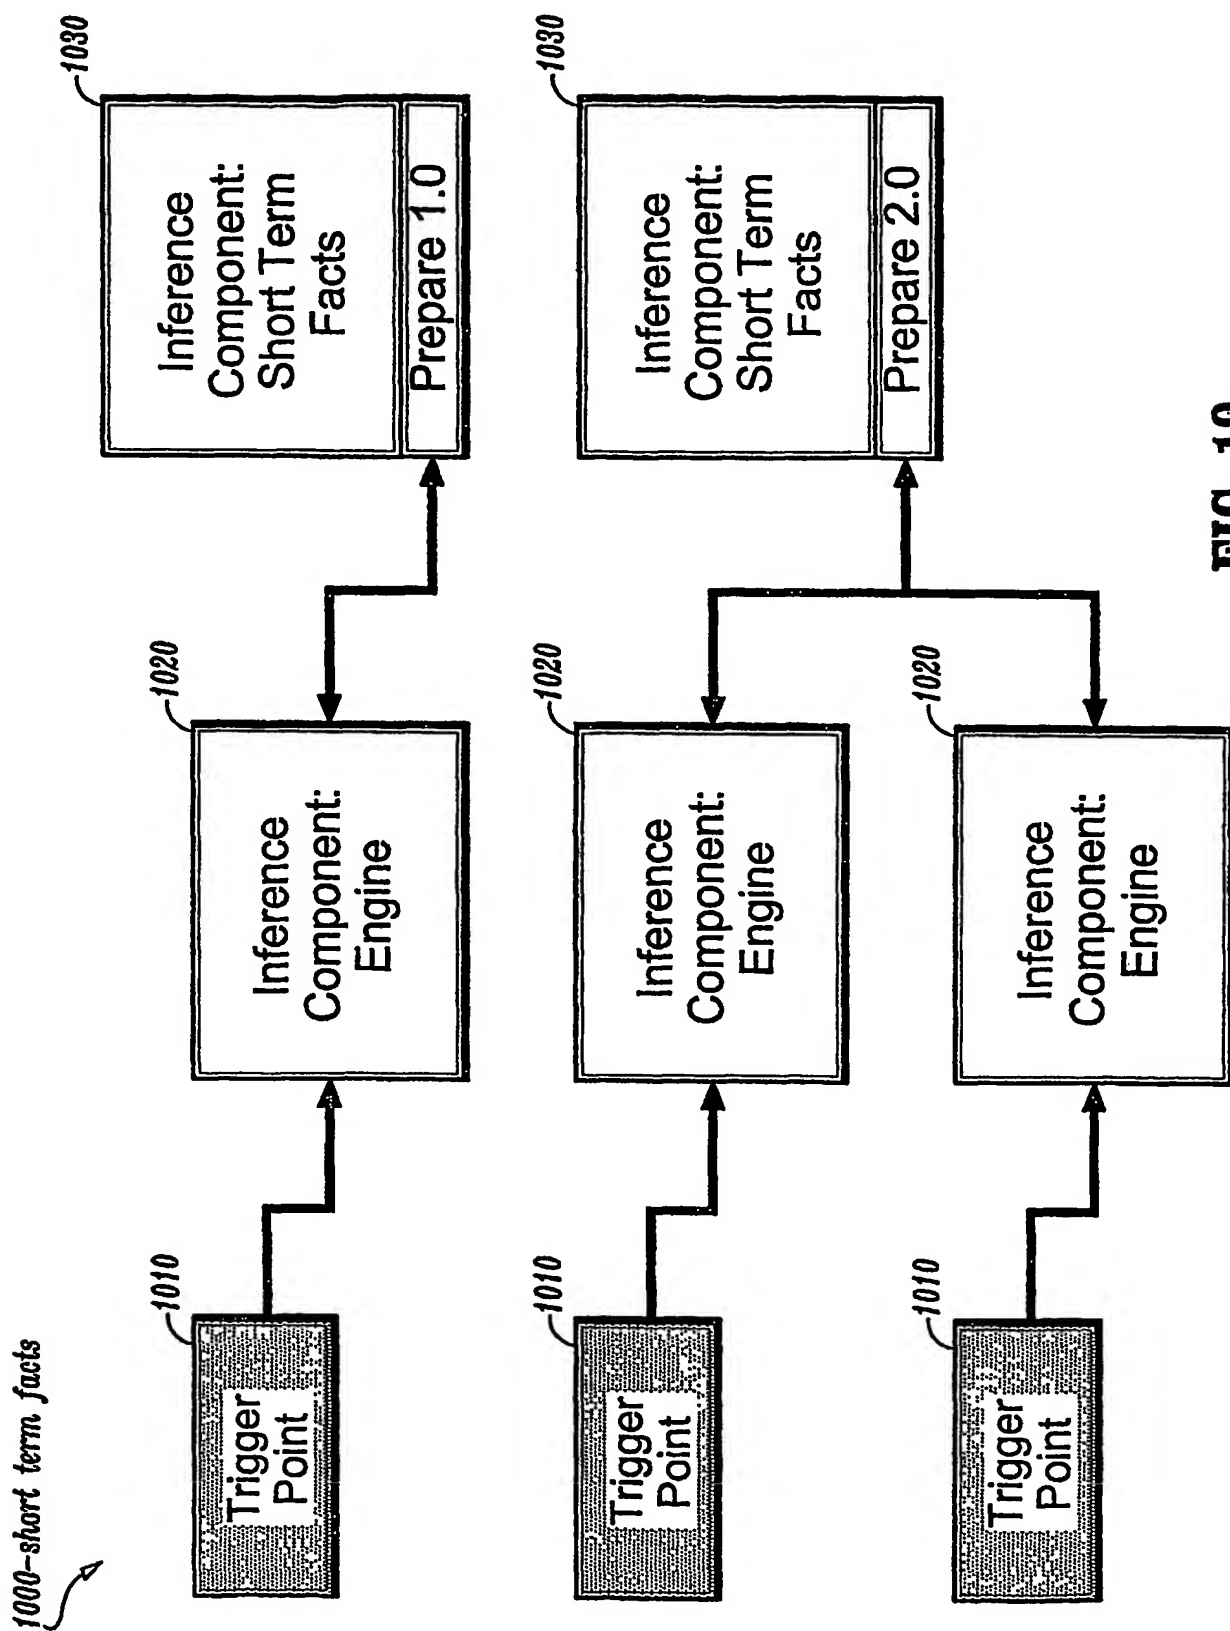 1000-short term facts
1010
Trigger
Point
1020
Inference
Component:
Engine
1030
Inference
Component:
Short Term
Facts
Prepare 1.0
1010
Trigger
Point
1020
Inference
Component:
Engine
1030
Inference
Component:
Short Term
Facts
Prepare 2.0
1010
Trigger
Point
1020
Inference
Component:
Engine
FIG. 10